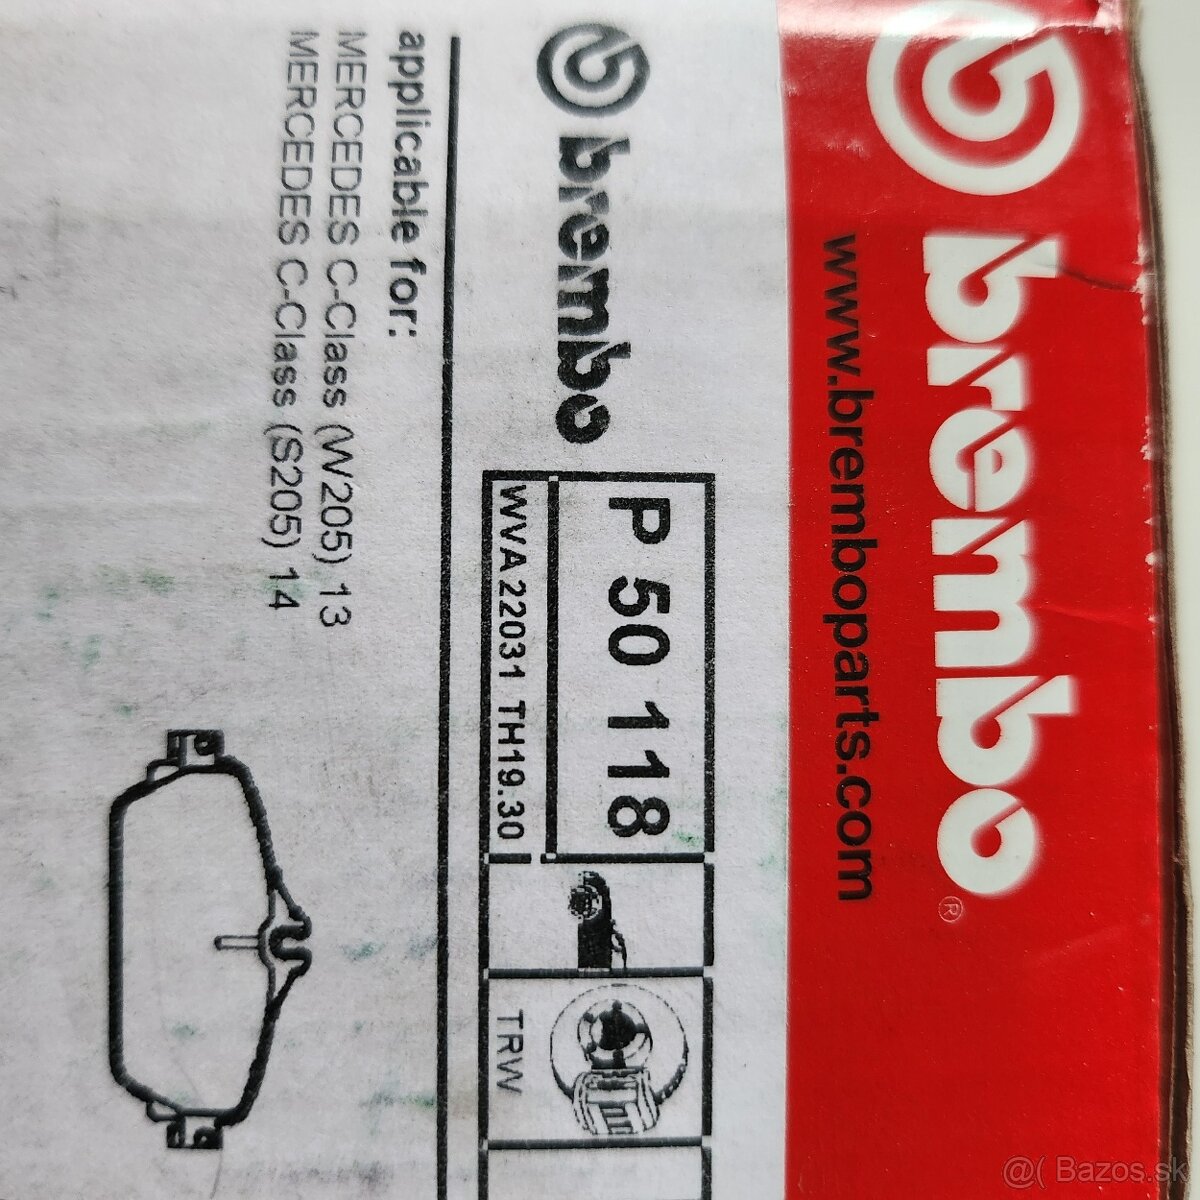 brembo®
www.bremboparts.com
brembo
P 50 118
WVA 22031 TH19.30
TRW
applicable for:
MERCEDES C-Class (W205) 13
MERCEDES C-Class (S205) 14
@( Bazos.sk